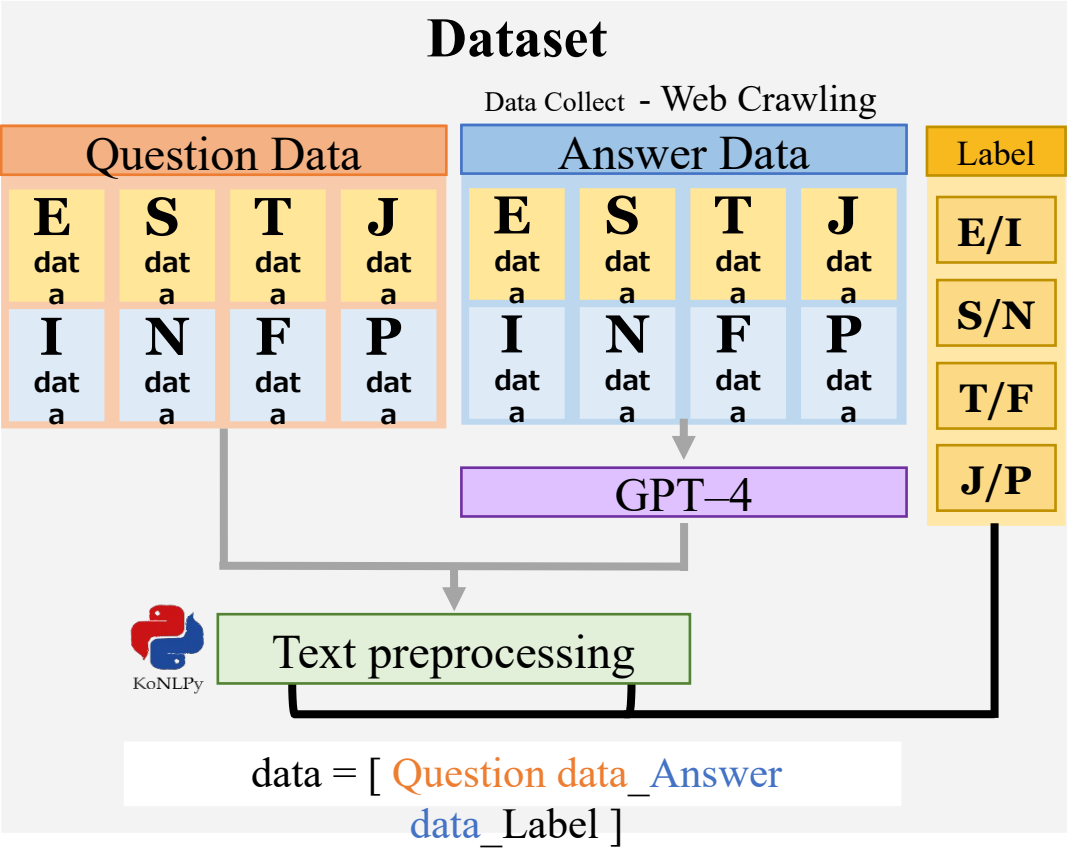 Dataset
Data Collect - Web Crawling
Question Data
E S T J
dat dat dat dat
a a a a
I N F P
dat dat dat dat
a a a a
Answer Data
E S T J
dat dat dat dat
a a a a
I N F P
dat dat dat dat
a a a a
Label
E/I
S/N
T/F
J/P
GPT–4
KoNLPy
Text preprocessing
data = [ Question data_Answer
data_Label ]